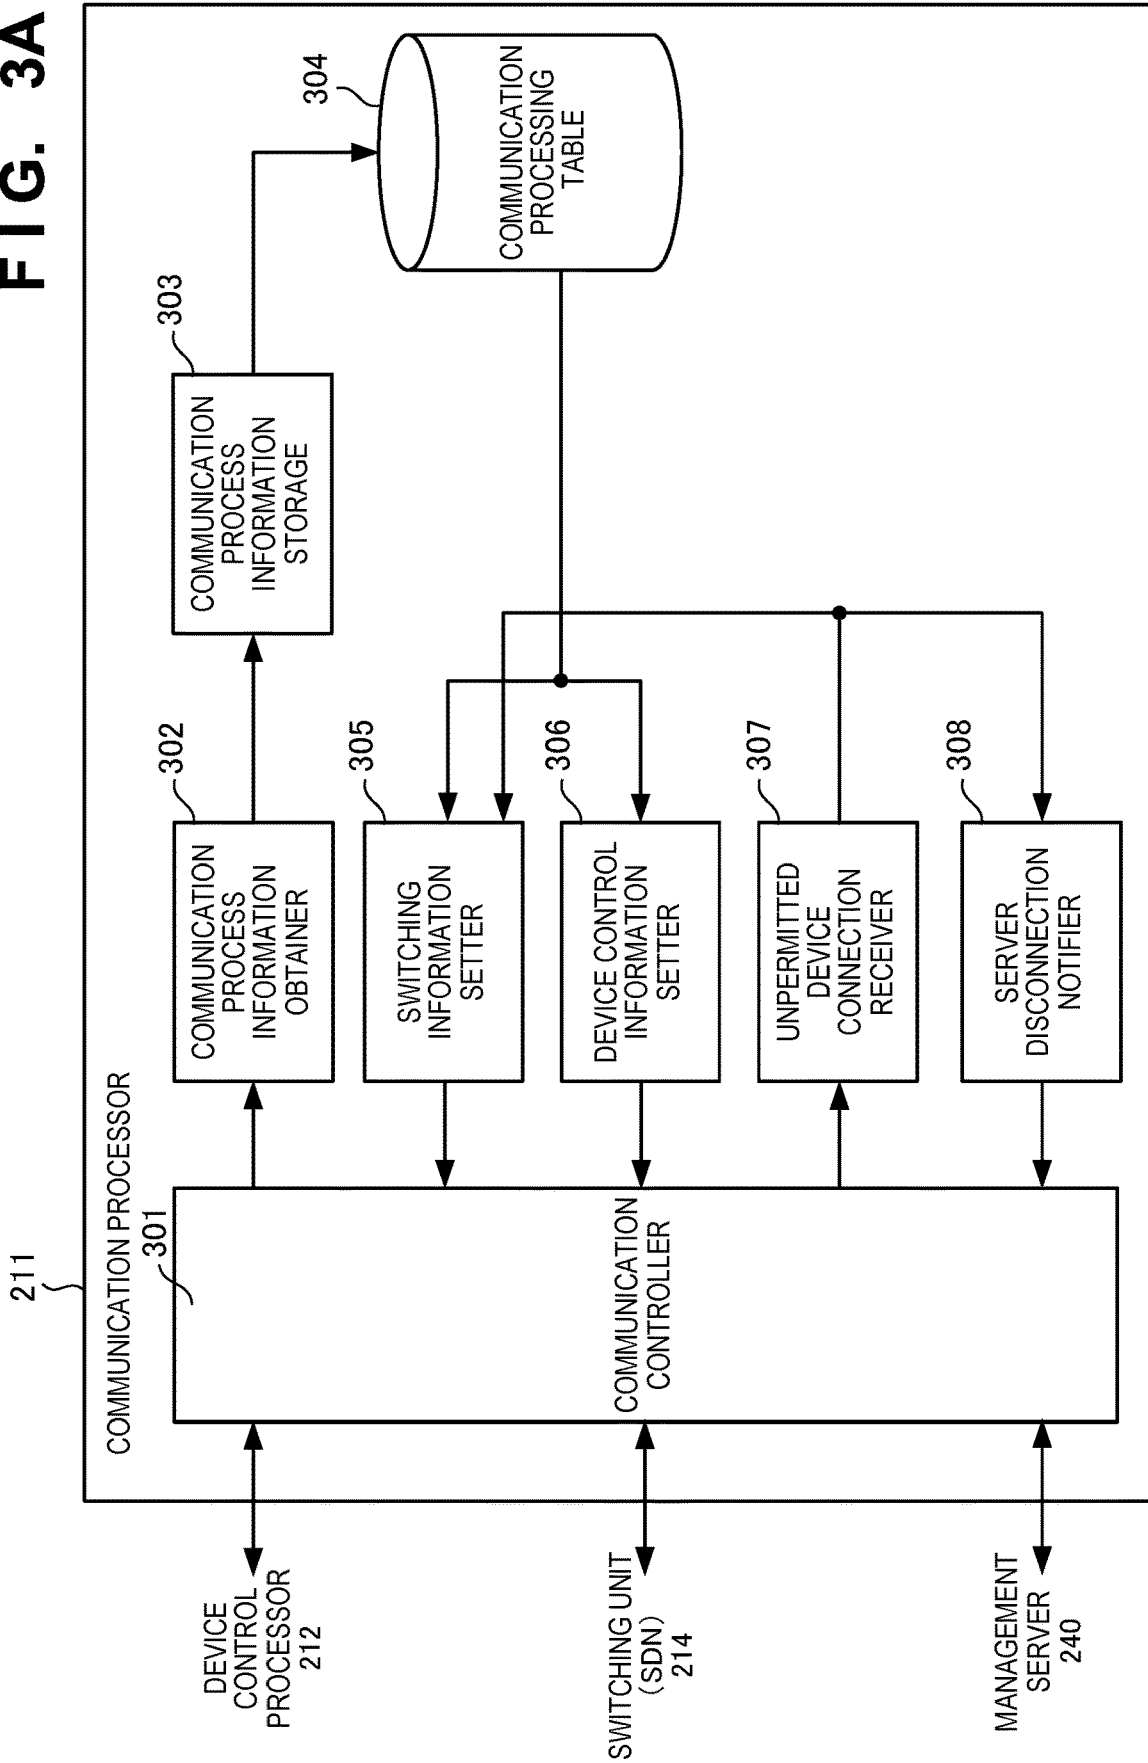 FIG. 3A
211
COMMUNICATION PROCESSOR
301
COMMUNICATION
CONTROLLER
DEVICE
CONTROL
PROCESSOR
212
SWITCHING UNIT
(SDN)
214
MANAGEMENT
SERVER
240
302
COMMUNICATION
PROCESS
INFORMATION
OBTAINER
303
COMMUNICATION
PROCESS
INFORMATION
STORAGE
304
COMMUNICATION
PROCESSING
TABLE
305
SWITCHING
INFORMATION
SETTER
306
DEVICE CONTROL
INFORMATION
SETTER
307
UNPERMITTED
DEVICE
CONNECTION
RECEIVER
308
SERVER
DISCONNECTION
NOTIFIER